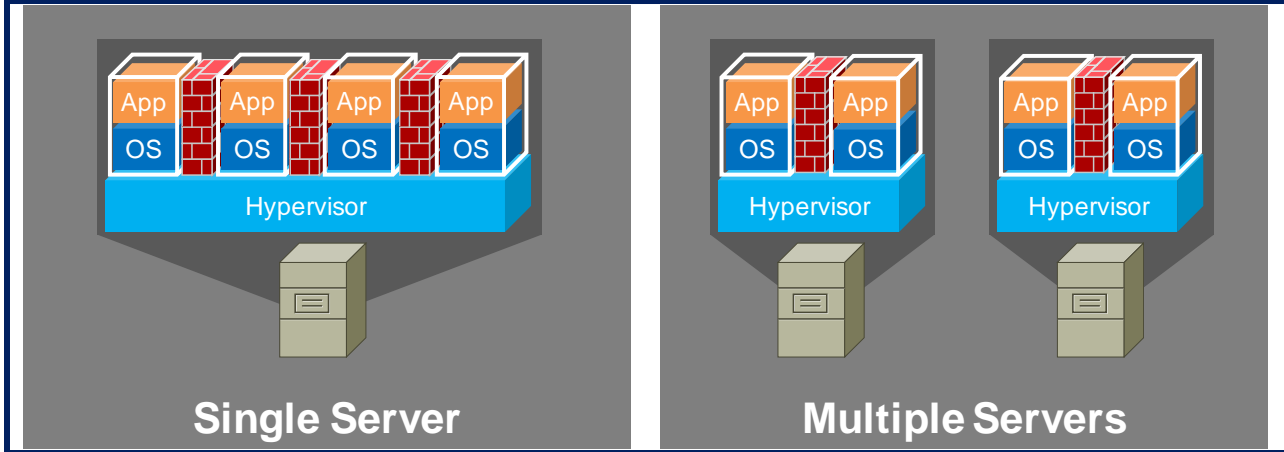 App App App App
OS OS OS OS
Hypervisor
Single Server
App App
OS OS
Hypervisor
App App
OS OS
Hypervisor
Multiple Servers